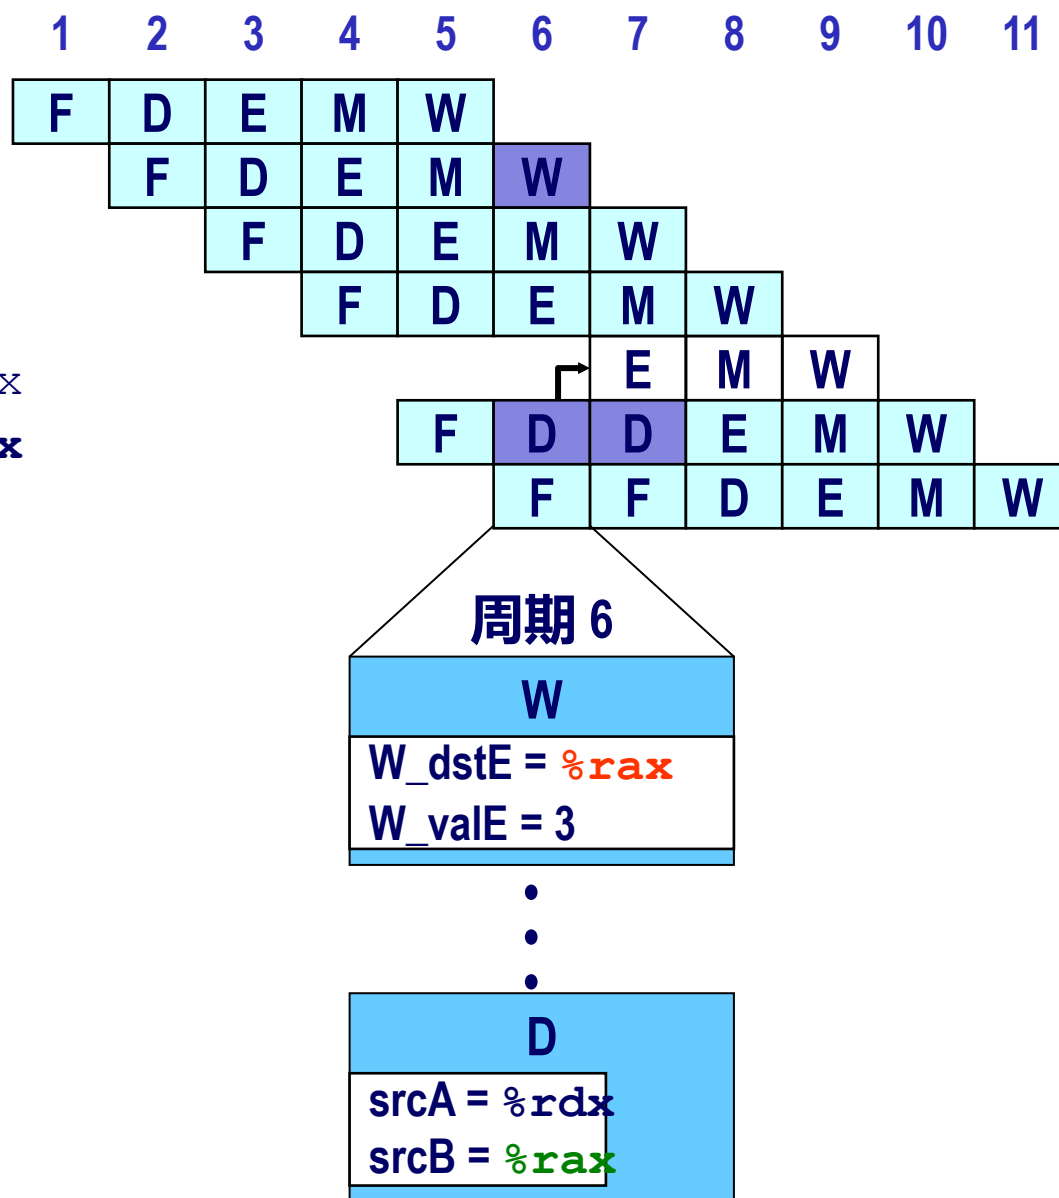 1 2 3 4 5 6 7 8 9 10 11
F D E M W
F D E M W
F D E M W
F D E M W
E M W
x
F D D E M W
x
F F D E M W
周期 6
W
W_dstE = %rax
W_valE = 3
D
srcA = %rdx
srcB = %rax